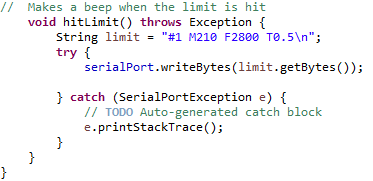 //  Makes a beep when the limit is hit
void hitLimit() throws Exception {
String limit = "#1 M210 F2800 T0.5\n";
try {
serialPort.writeBytes(limit.getBytes());
} catch (SerialPortException e) {
// TODO Auto-generated catch block
e.printStackTrace();
}
}
}